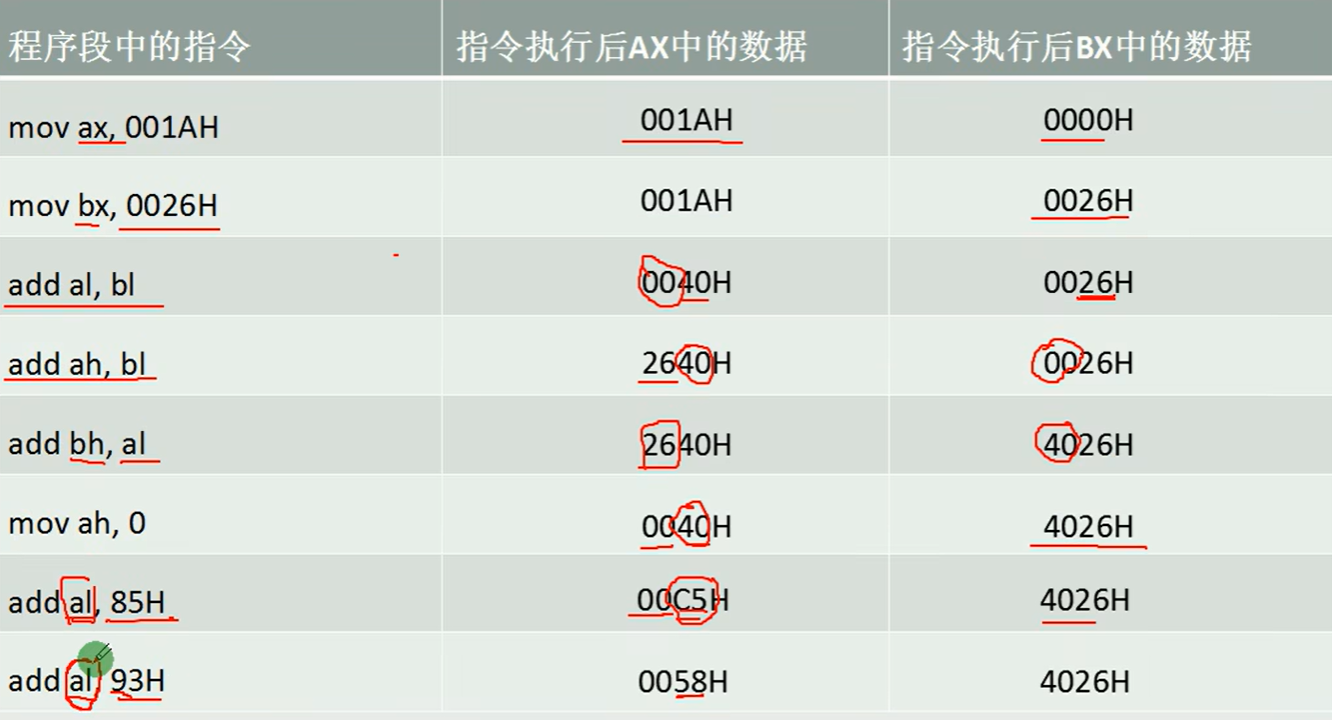 程序段中的指令 指令执行后AX中的数据 指令执行后BX中的数据
mov ax, 001AH 001AH 0000H
mov bx, 0026H 001AH 0026H
add al, bl 0040H 0026H
add ah, bl 2640H 0026H
add bh, al 2640H 4026H
mov ah, 0 0040H 4026H
add al, 85H 00C5H 4026H
add al, 93H 0058H 4026H